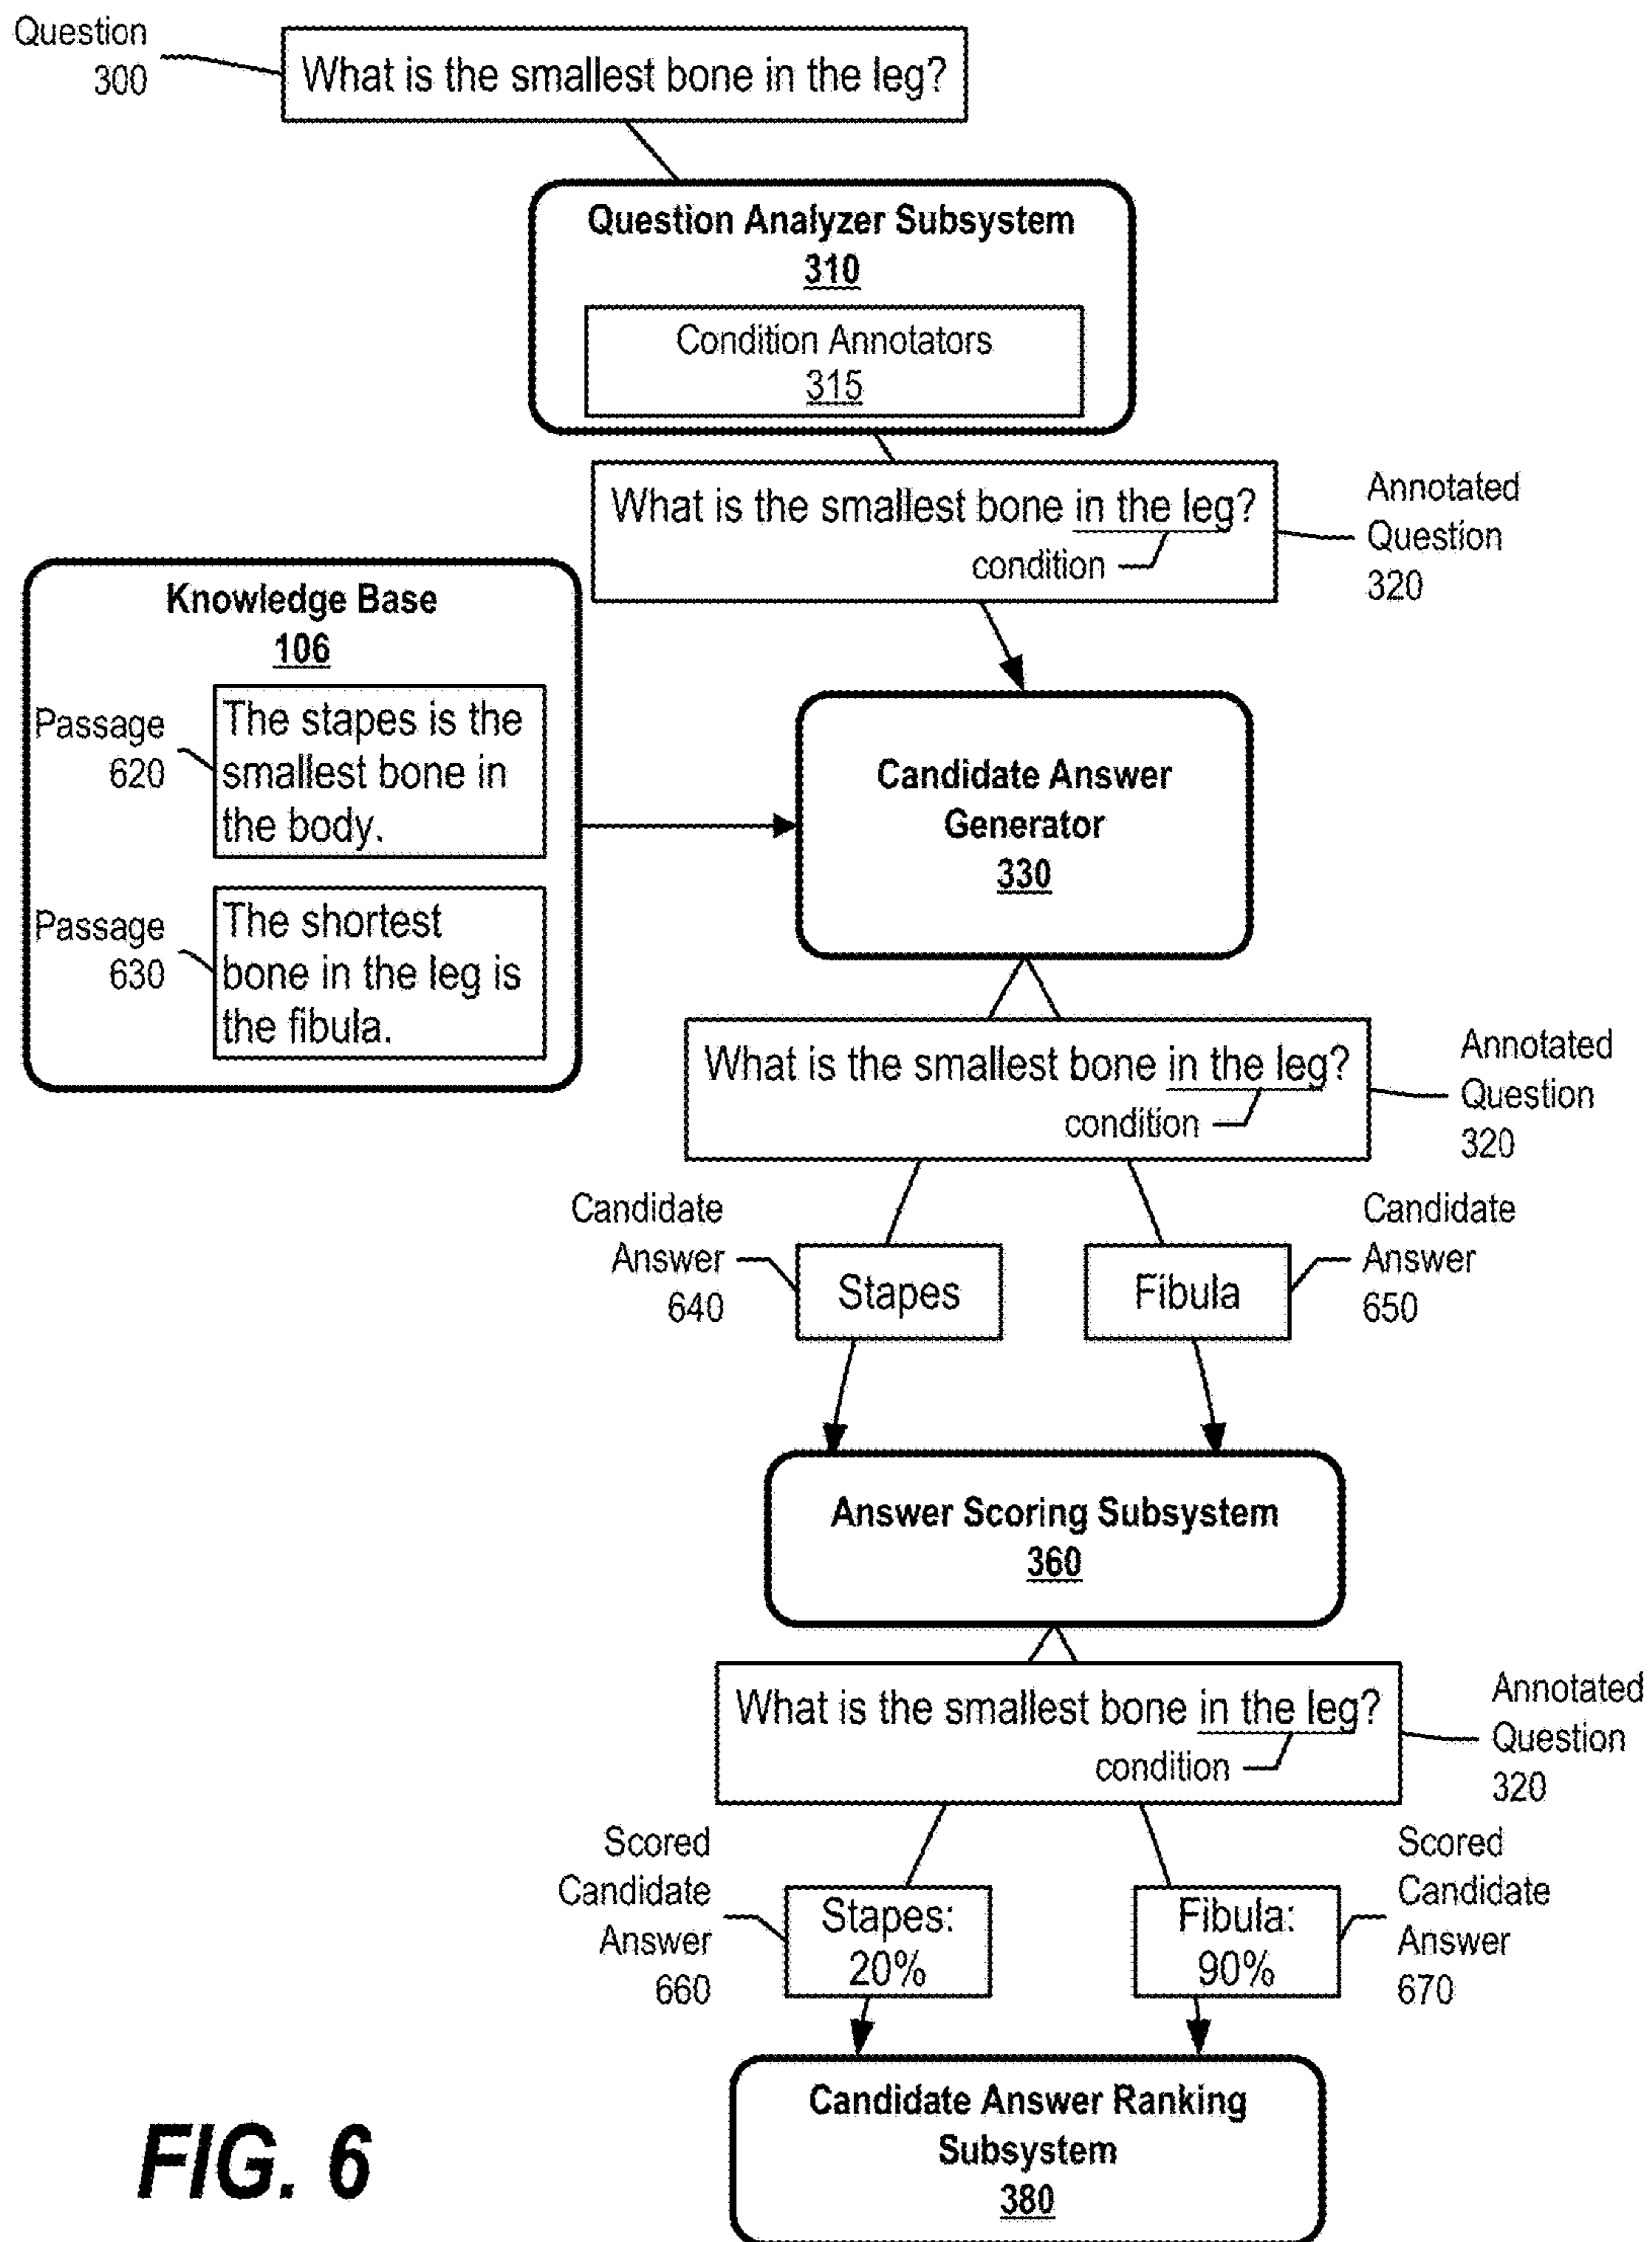 Question
300
What is the smallest bone in the leg?
Question Analyzer Subsystem
310
Condition Annotators
315
What is the smallest bone in the leg?
condition
Annotated
Question
320
Knowledge Base
106
Passage
620
The stapes is the
smallest bone in
the body.
Passage
630
The shortest
bone in the leg is
the fibula.
Candidate Answer
Generator
330
What is the smallest bone in the leg?
condition
Annotated
Question
320
Candidate
Answer
640
Stapes
Fibula
Candidate
Answer
650
Answer Scoring Subsystem
360
What is the smallest bone in the leg?
condition
Annotated
Question
320
Scored
Candidate
Answer
660
Stapes:
20%
Fibula:
90%
Scored
Candidate
Answer
670
Candidate Answer Ranking
Subsystem
380
FIG. 6